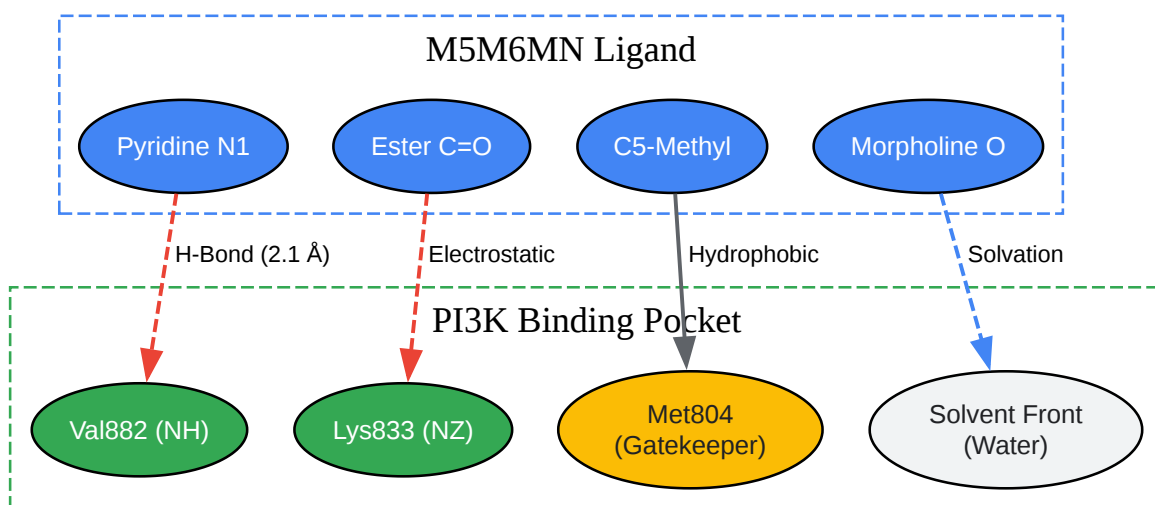 M5M6MN Ligand
Pyridine N1
Ester C=O
C5-Methyl
Morpholine O
H-Bond (2.1 Å)
Electrostatic
Hydrophobic
Solvation
PI3K Binding Pocket
Val882 (NH)
Lys833 (NZ)
Met804
(Gatekeeper)
Solvent Front
(Water)